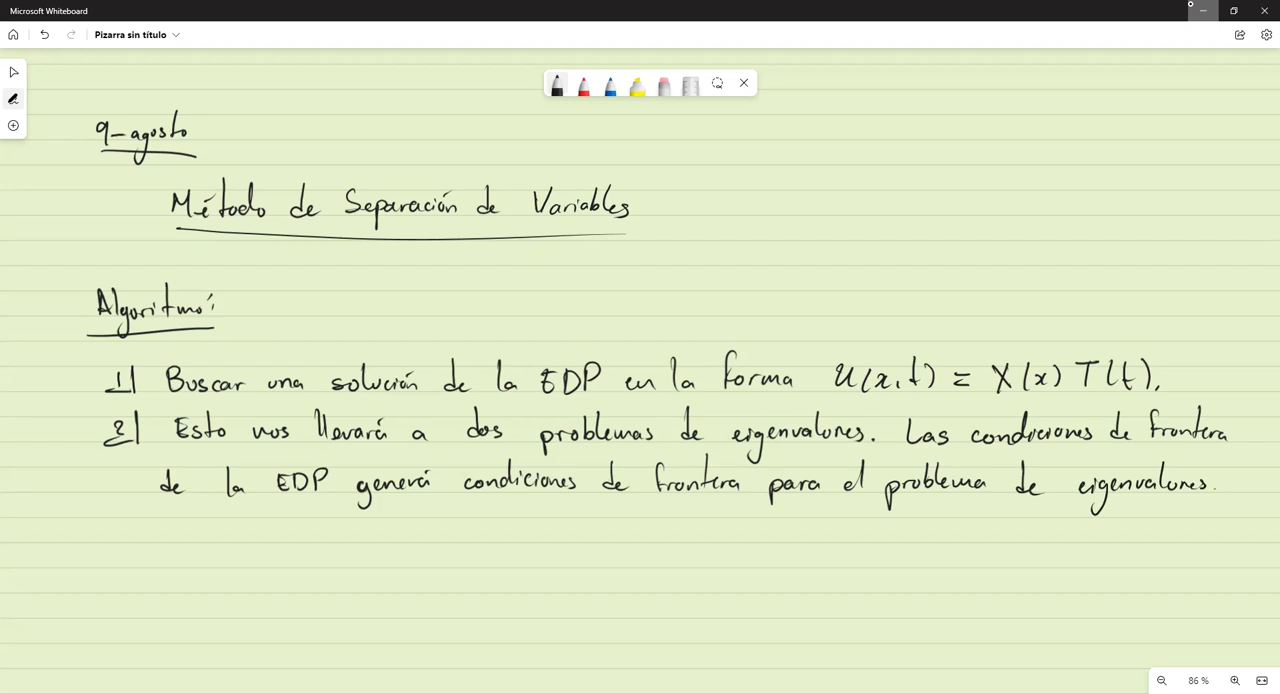 Microsoft Whiteboard
Pizarra sin título
9-agosto
Método de Separación de Variables
Algoritmo:
1) Buscar una solución de la EDP en la forma U(x,t) = X(x) T(t).
2) Esto nos llevará a dos problemas de eigenvalores. Las condiciones de frontera
de la EDP generá condiciones de frontera para el problema de eigenvalores.
86 %